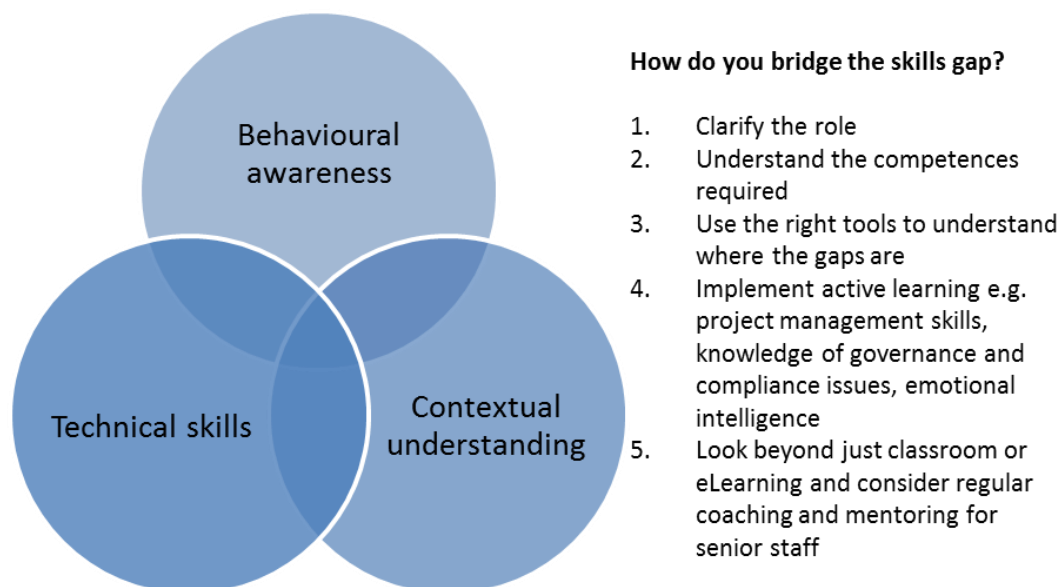 Behavioural
awareness
Technical skills
Contextual
understanding
How do you bridge the skills gap?
1. Clarify the role
2. Understand the competences
required
3. Use the right tools to understand
where the gaps are
4. Implement active learning e.g.
project management skills,
knowledge of governance and
compliance issues, emotional
intelligence
5. Look beyond just classroom or
eLearning and consider regular
coaching and mentoring for
senior staff